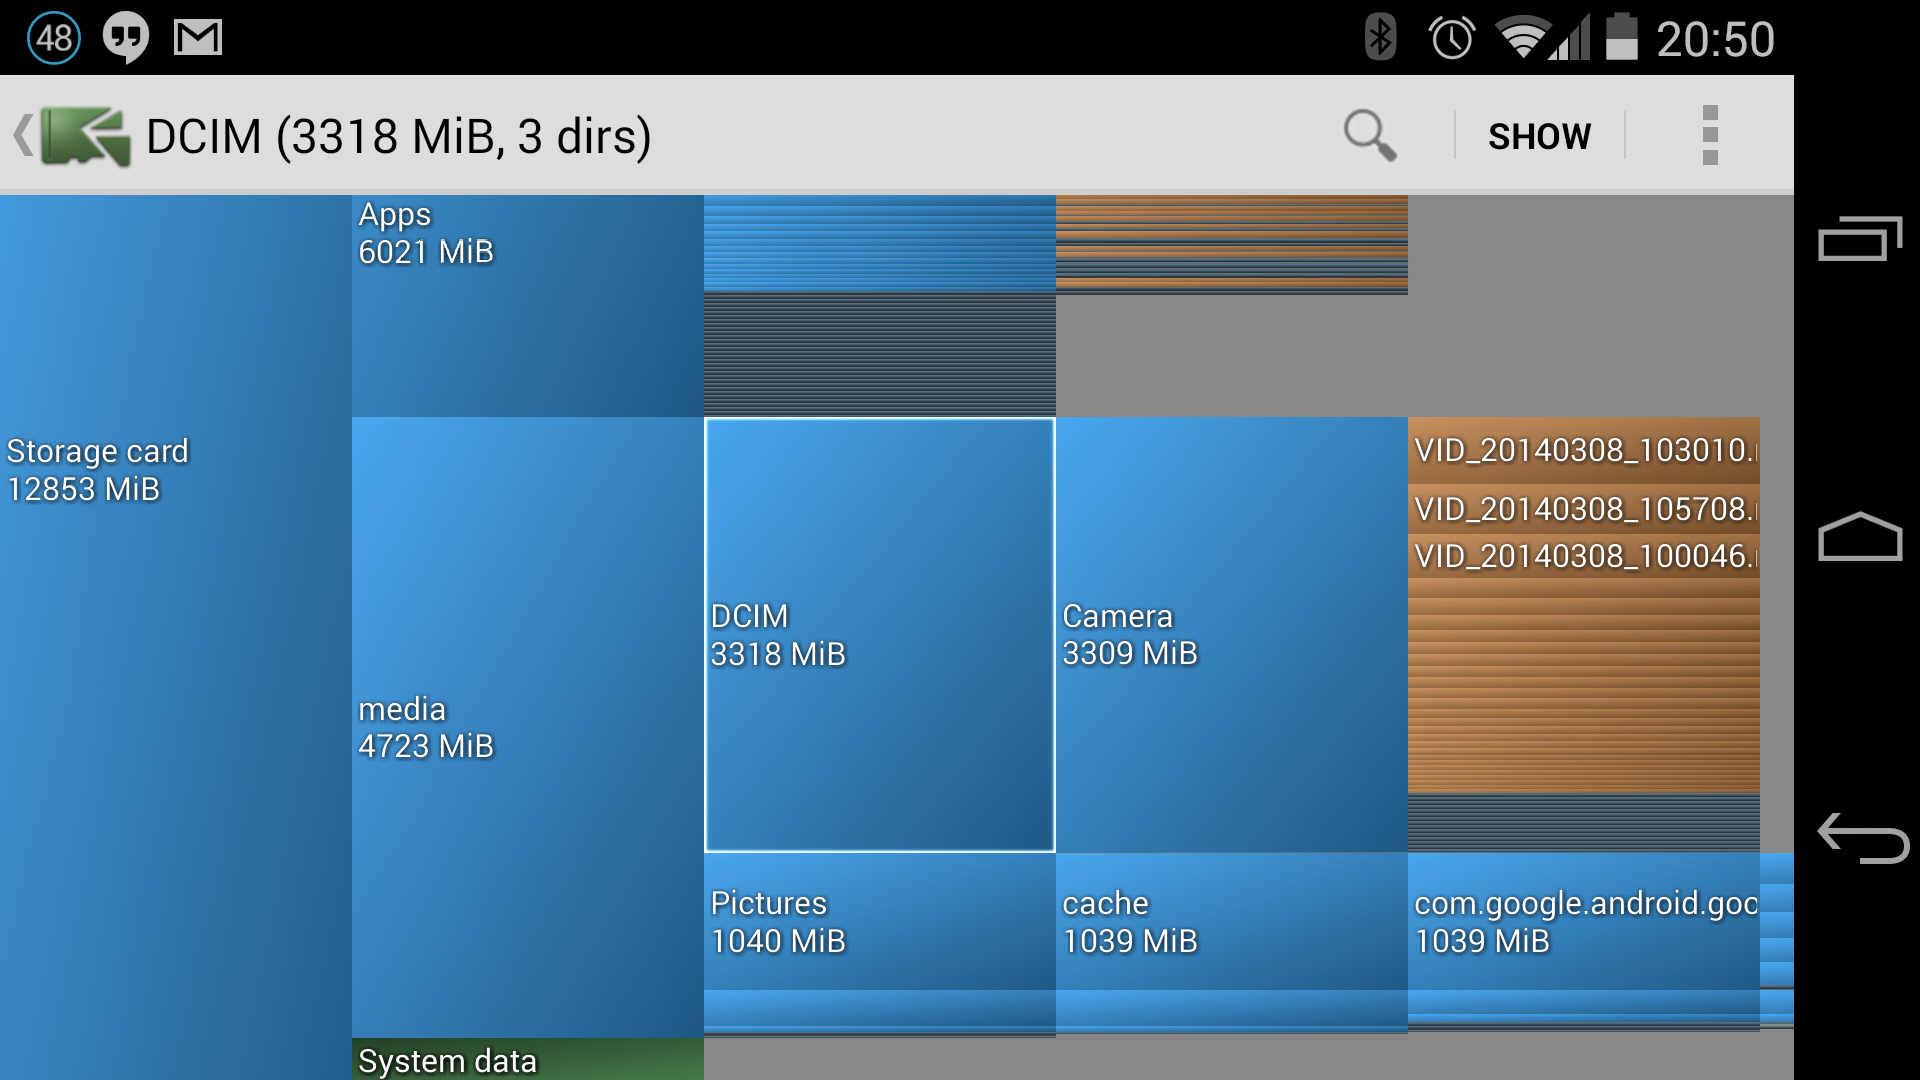 48
20:50
DCIM (3318 MiB, 3 dirs)
SHOW
Apps
6021 MiB
Storage card
12853 MiB
media
4723 MiB
DCIM
3318 MiB
Camera
3309 MiB
VID_20140308_103010.
VID_20140308_105708.
VID_20140308_100046.
Pictures
1040 MiB
cache
1039 MiB
com.google.android.goo
1039 MiB
System data